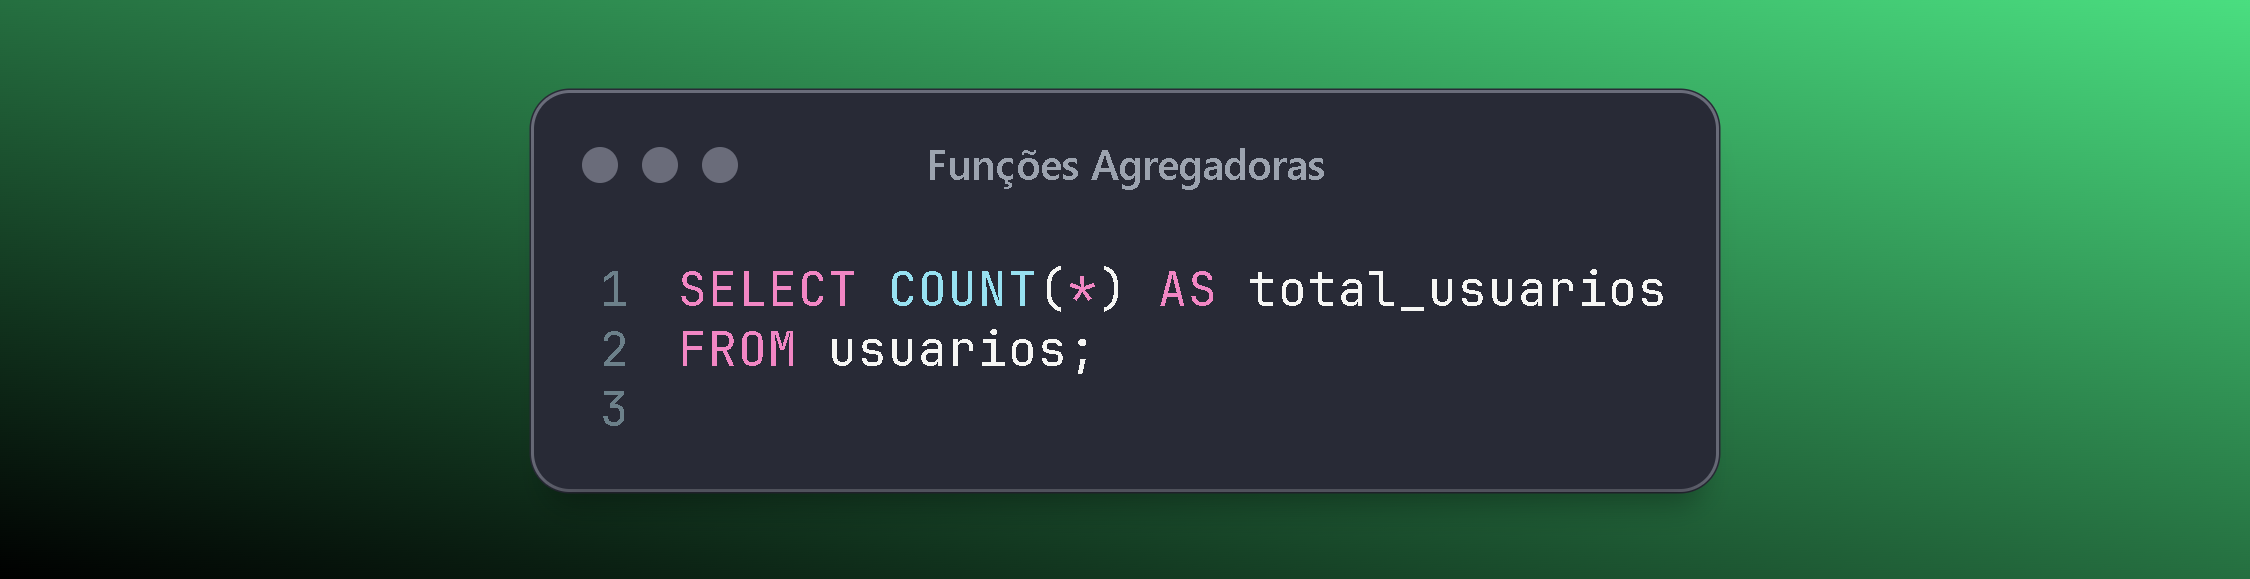 Funções Agregadoras
1 SELECT COUNT(*) AS total_usuarios
2 FROM usuarios;
3